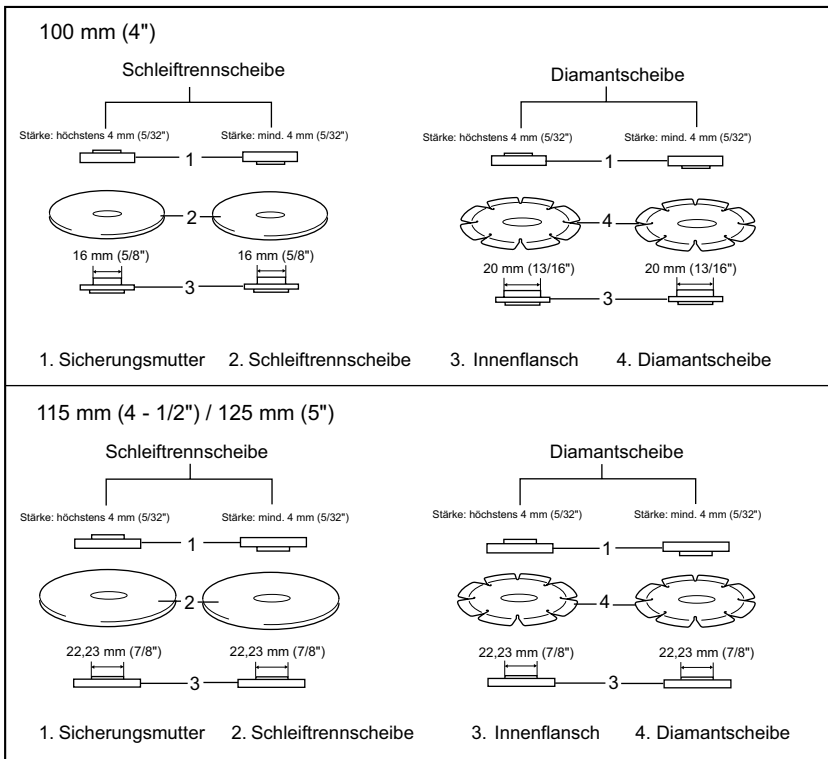 100 mm (4")
Schleiftrennscheibe
Diamantscheibe
Stärke: höchstens 4 mm (5/32") Stärke: mind. 4 mm (5/32")
Stärke: höchstens 4 mm (5/32") Stärke: mind. 4 mm (5/32")
1
1
2
4
16 mm (5/8") 16 mm (5/8")
20 mm (13/16") 20 mm (13/16")
3
3
1. Sicherungsmutter 2. Schleiftrennscheibe 3. Innenflansch 4. Diamantscheibe
115 mm (4 - 1/2") / 125 mm (5")
Schleiftrennscheibe
Diamantscheibe
Stärke: höchstens 4 mm (5/32") Stärke: mind. 4 mm (5/32")
Stärke: höchstens 4 mm (5/32") Stärke: mind. 4 mm (5/32")
1
1
2
4
22,23 mm (7/8") 22,23 mm (7/8")
22,23 mm (7/8") 22,23 mm (7/8")
3
3
1. Sicherungsmutter 2. Schleiftrennscheibe 3. Innenflansch 4. Diamantscheibe